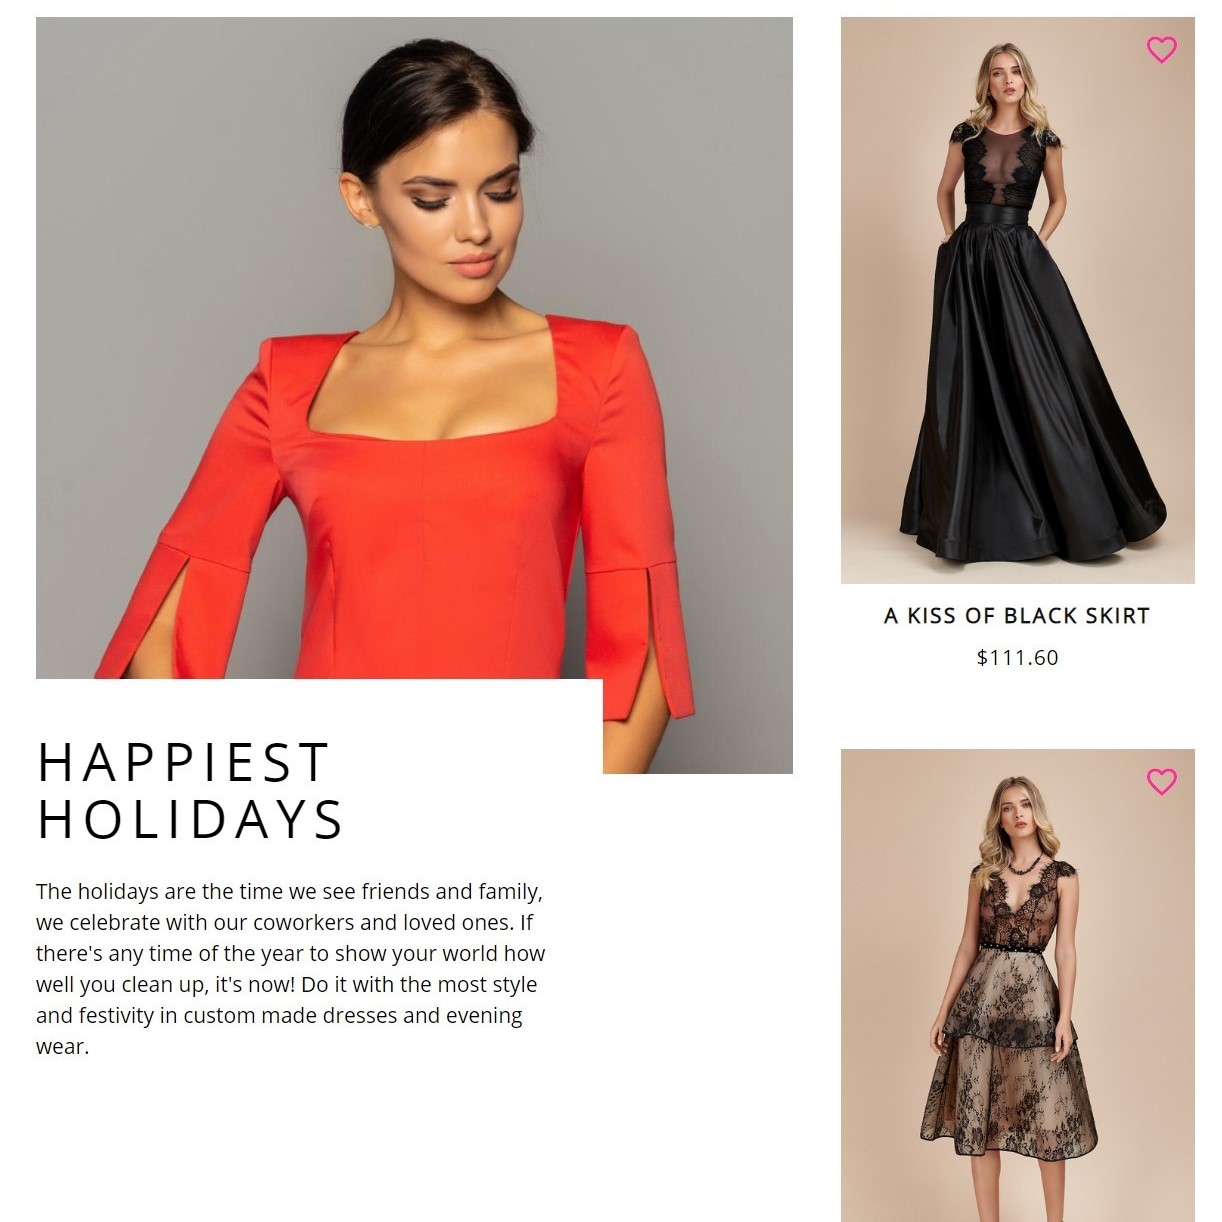 HAPPIEST
HOLIDAYS
The holidays are the time we see friends and family,
we celebrate with our coworkers and loved ones. If
there's any time of the year to show your world how
well you clean up, it's now! Do it with the most style
and festivity in custom made dresses and evening
wear.
A KISS OF BLACK SKIRT
$111.60